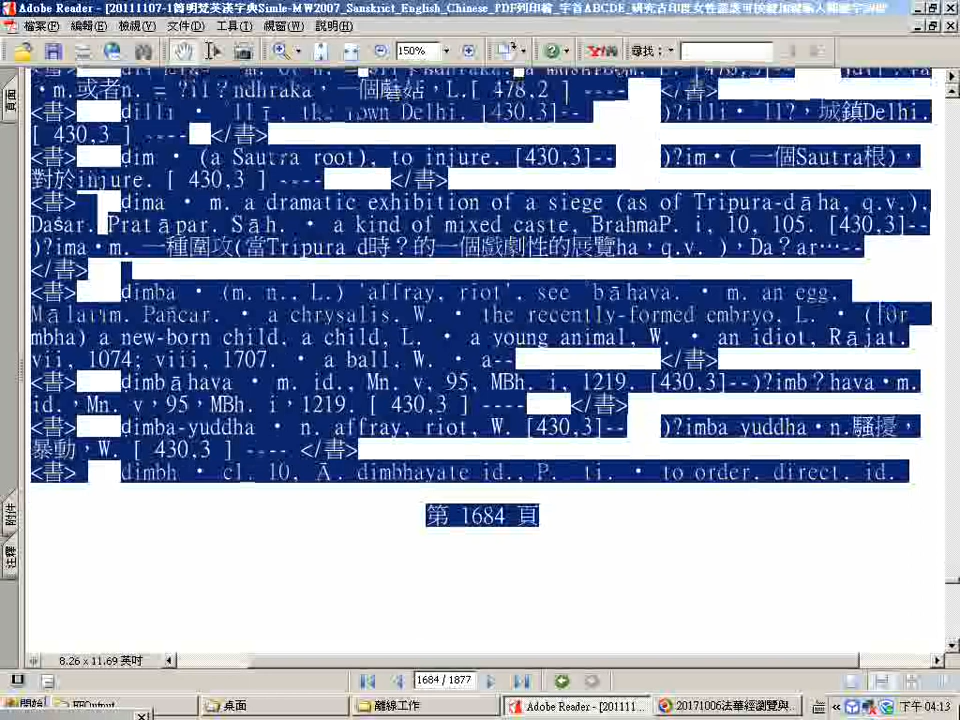 Adobe Reader - [20111107-1簡明梵英漢字典Simle-MW2007_Sanskrict_English_Chinese_PDF列印檔_字首ABCDE_研究古印度女性
檔案(F) 編輯(E) 檢視(V) 文件(D) 工具(T) 視窗(W) 說明(H)
150% 尋找:
‧m.或者n. = ?il?ndhraka，一個蘑菇，L.[ 478,2 ] ---- </書>
<書> dilli‧ llī, the town Delhi. [430,3]-- )?illi‧ ll?，城鎮Delhi.
[ 430,3 ] ---- </書>
<書> dim ‧ (a Sautra root), to injure. [430,3]-- )?im‧( 一個Sautra根)，
對於injure. [ 430,3 ] ---- </書>
<書> dima ‧ m. a dramatic exhibition of a siege (as of Tripura-dāha, q.v.).
Daśar. Pratāpar. Sāh. ‧ a kind of mixed caste, BrahmaP. i, 10, 105. [430,3]--
)?ima‧m. 一種圍攻(當Tripura d時？的一個戲劇性的展覽ha，q.v. )，Da？ar…--
</書>
<書> dimba ‧ (m. n., L.) 'affray, riot', see bāhava. ‧ m. an egg.
Mālatīm. Pañcar. ‧ a chrysalis. W. ‧ the recently-formed embryo. L. ‧ (for
mbha) a new-born child, a child, L. ‧ a young animal, W. ‧ an idiot, Rājat.
vii, 1074; viii, 1707. ‧ a ball. W. ‧ a-- </書>
<書> dimbāhava ‧ m. id., Mn. v, 95, MBh. i, 1219. [430,3]--)?imb？hava‧m.
id.，Mn. v，95，MBh. i，1219. [ 430,3 ] ---- </書>
<書> dimba-yuddha ‧ n. affray, riot, W. [430,3]-- )?imba yuddha‧n.騷擾，
暴動，W. [ 430,3 ] ---- </書>
<書> dimbh ‧ cl. 10, Ā. dimbhayate id., P. ti. ‧ to order. direct. id.
第 1684 頁
頁面
附件
注釋
8.26 x 11.69 英吋
1684 / 1877
開始 桌面 離線工作 Adobe Reader - [201111... 20171006法華經瀏覽與... 下午 04:13